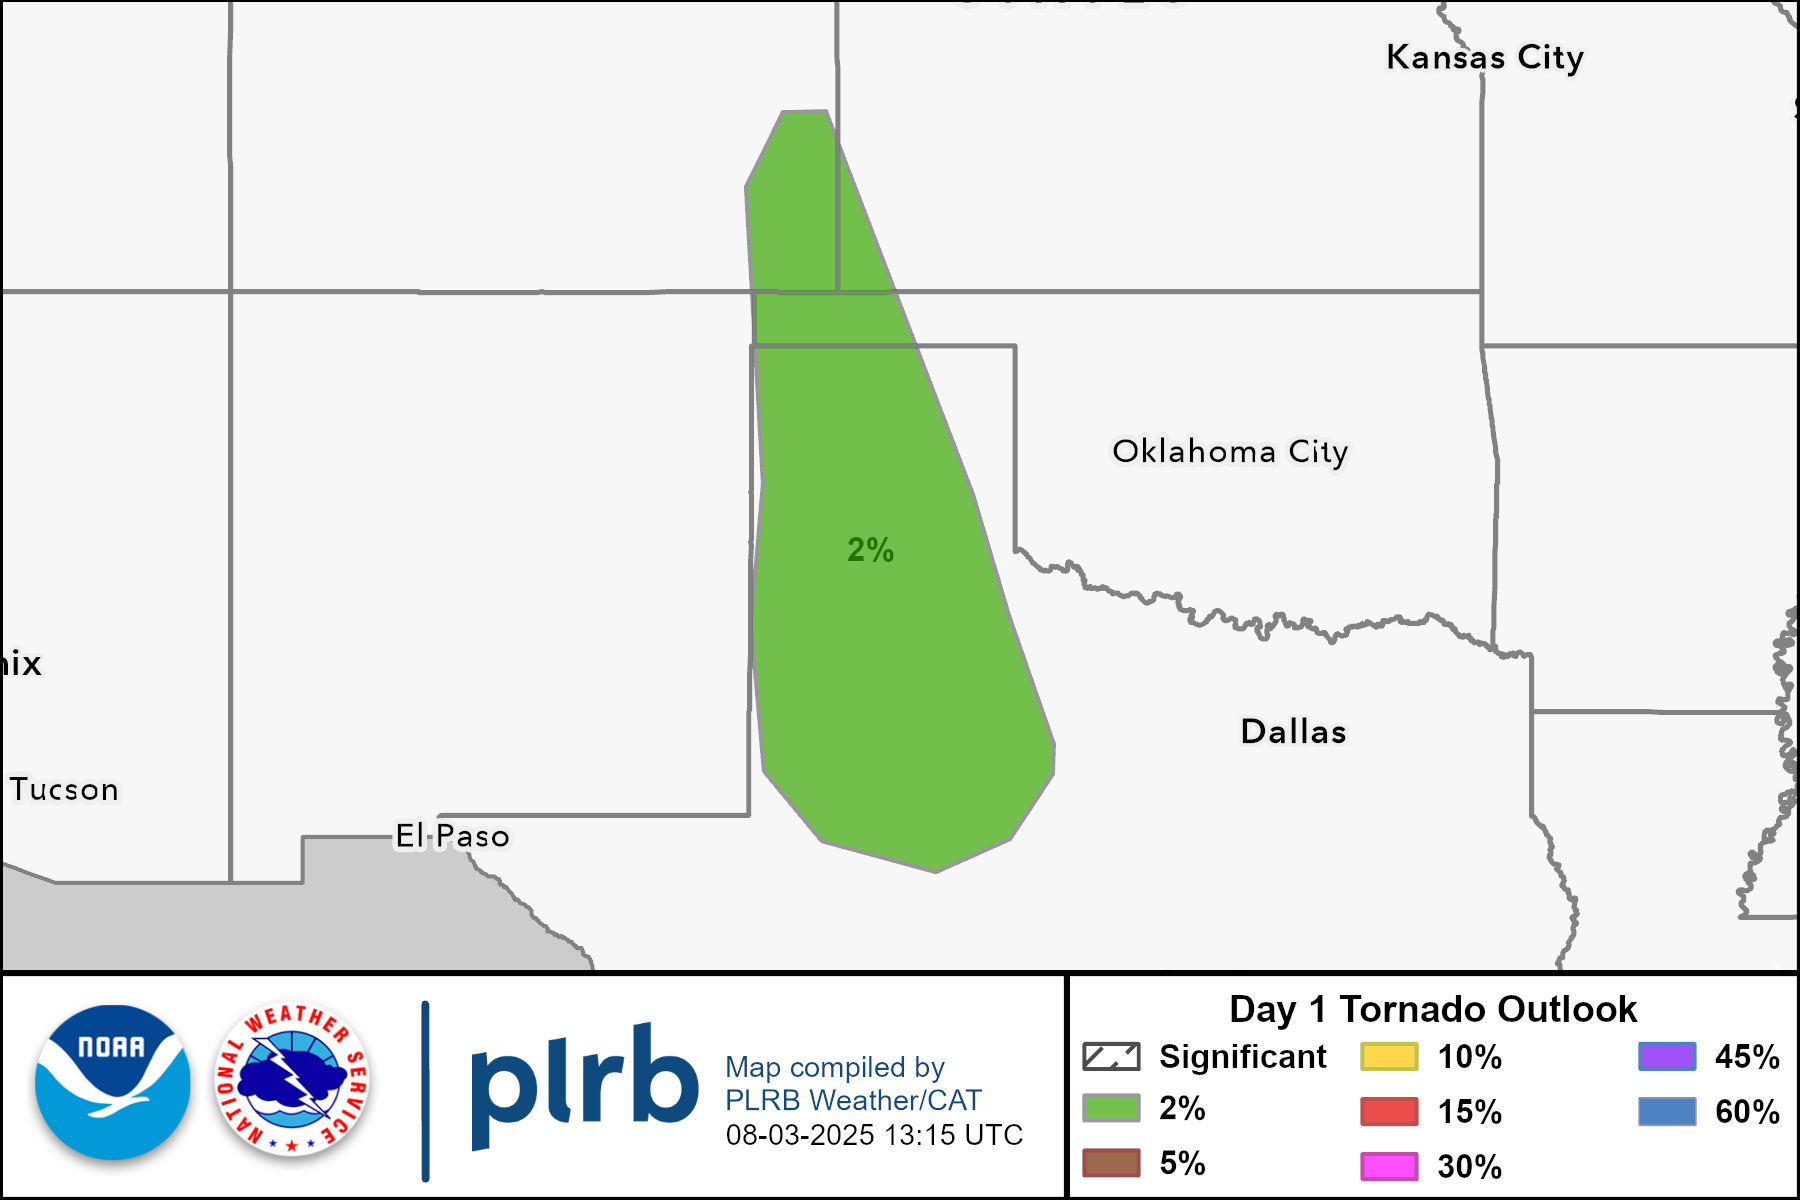 Kansas City
Oklahoma City
2%
nix
Dallas
Tucson
El Paso
NOAA
NATIONAL WEATHER SERVICE
plrb
Map compiled by
PLRB Weather/CAT
08-03-2025 13:15 UTC
Day 1 Tornado Outlook
Significant
2%
5%
10%
15%
30%
45%
60%